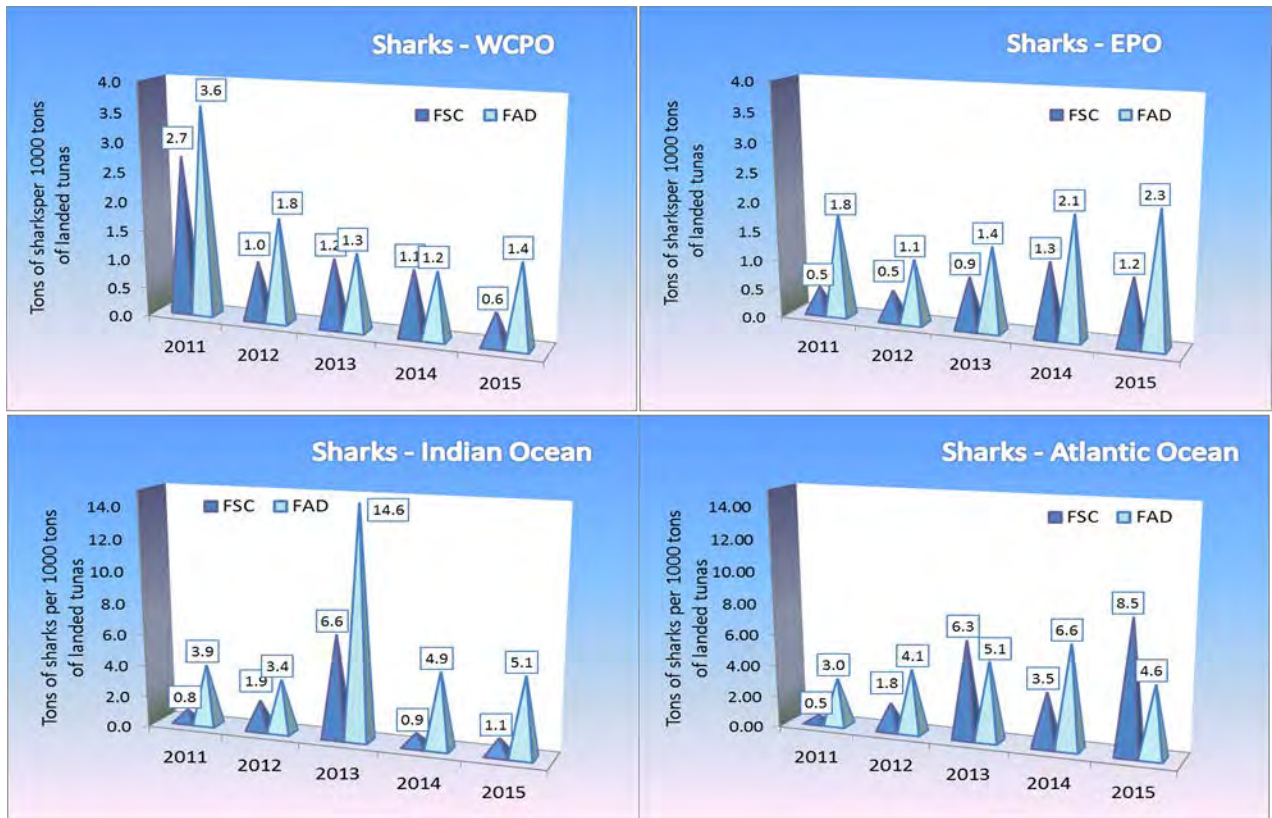 Sharks - WCPO
FSC FAD
Tons of sharksper 1000 tons
of landed tunas
4.0
3.5
3.0
2.5
2.0
1.5
1.0
0.5
0.0
2.7 3.6
1.0 1.8
1.2 1.3
1.1 1.2
0.6 1.4
2011 2012 2013 2014 2015
Sharks - EPO
FSC FAD
Tons of sharksper 1000 tons
of landed tunas
4.0
3.5
3.0
2.5
2.0
1.5
1.0
0.5
0.0
0.5 1.8
0.5 1.1
0.9 1.4
1.3 2.1
1.2 2.3
2011 2012 2013 2014 2015
Sharks - Indian Ocean
FSC FAD
Tons of sharks per 1000 tons
of landed tunas
14.0
12.0
10.0
8.0
6.0
4.0
2.0
0.0
0.8 3.9
1.9 3.4
6.6 14.6
0.9 4.9
1.1 5.1
2011 2012 2013 2014 2015
Sharks - Atlantic Ocean
FSC FAD
Tons of sharks per 1000 tons
of landed tunas
14.00
12.00
10.00
8.00
6.00
4.00
2.00
0.00
0.5 3.0
1.8 4.1
6.3 5.1
3.5 6.6
8.5 4.6
2011 2012 2013 2014 2015